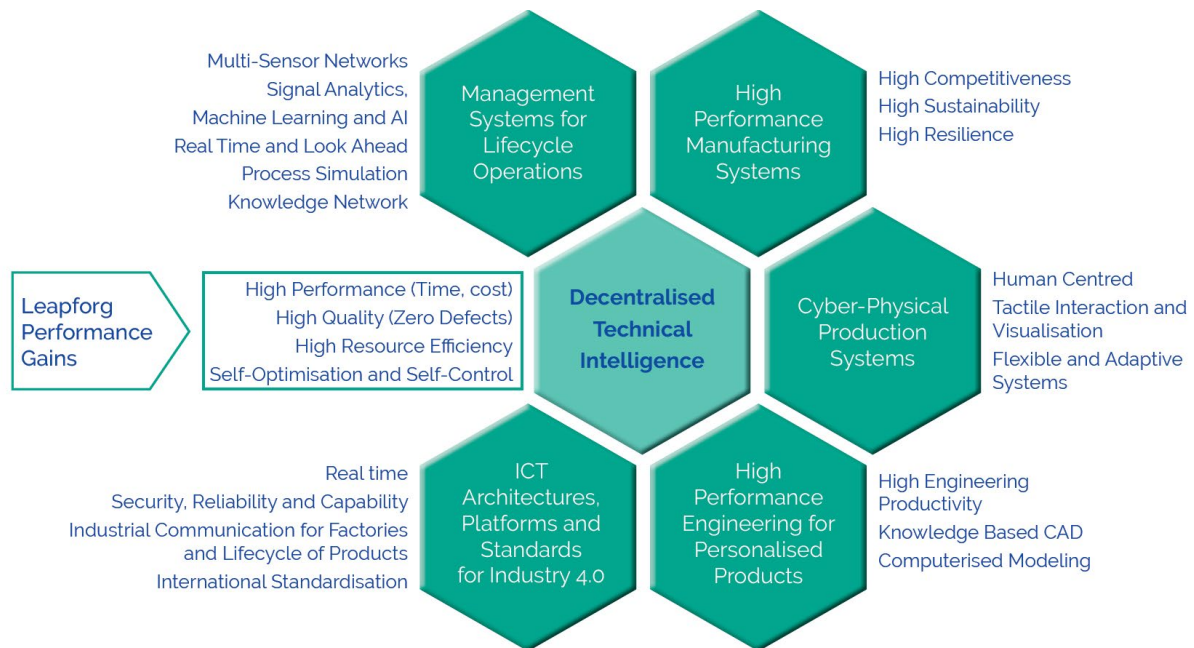 Multi-Sensor Networks
Signal Analytics,
Machine Learning and AI
Real Time and Look Ahead
Process Simulation
Knowledge Network
Management
Systems for
Lifecycle
Operations
High
Performance
Manufacturing
Systems
High Competitiveness
High Sustainability
High Resilience
Leapforg
Performance
Gains
High Performance (Time, cost)
High Quality (Zero Defects)
High Resource Efficiency
Self-Optimisation and Self-Control
Decentralised
Technical
Intelligence
Cyber-Physical
Production
Systems
Human Centred
Tactile Interaction and
Visualisation
Flexible and Adaptive
Systems
Real time
Security, Reliability and Capability
Industrial Communication for Factories
and Lifecycle of Products
International Standardisation
ICT
Architectures,
Platforms and
Standards
for Industry 4.0
High
Performance
Engineering for
Personalised
Products
High Engineering
Productivity
Knowledge Based CAD
Computerised Modeling